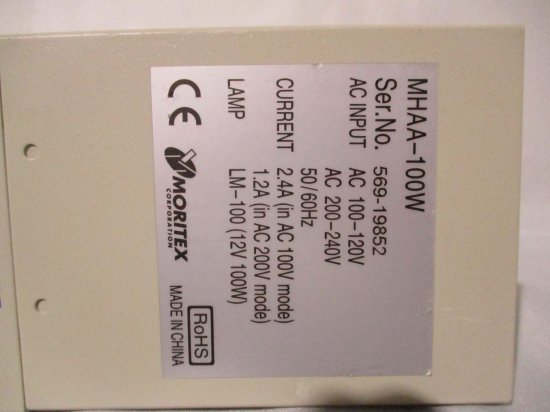 MHAA-100W
Ser.No. 569-19852
AC INPUT AC 100-120V
AC 200-240V
50/60Hz
CURRENT 2.4A (in AC 100V mode)
1.2A (in AC 200V mode)
LAMP LM-100 (12V 100W)
CE MORITEX
CORPORATION
RoHS
MADE IN CHINA